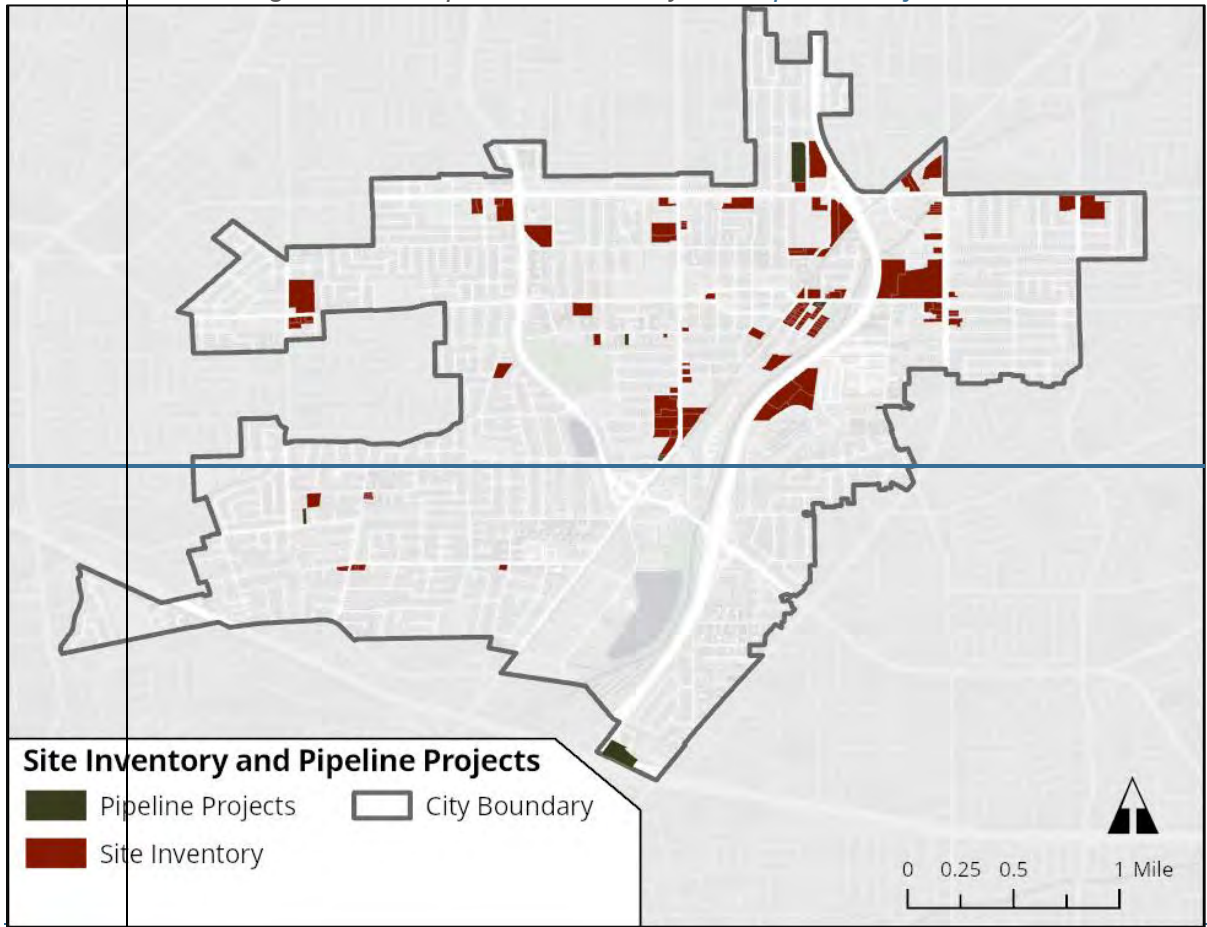 Site Inventory and Pipeline Projects
Pipeline Projects
City Boundary
Site Inventory
0 0.25 0.5 1 Mile